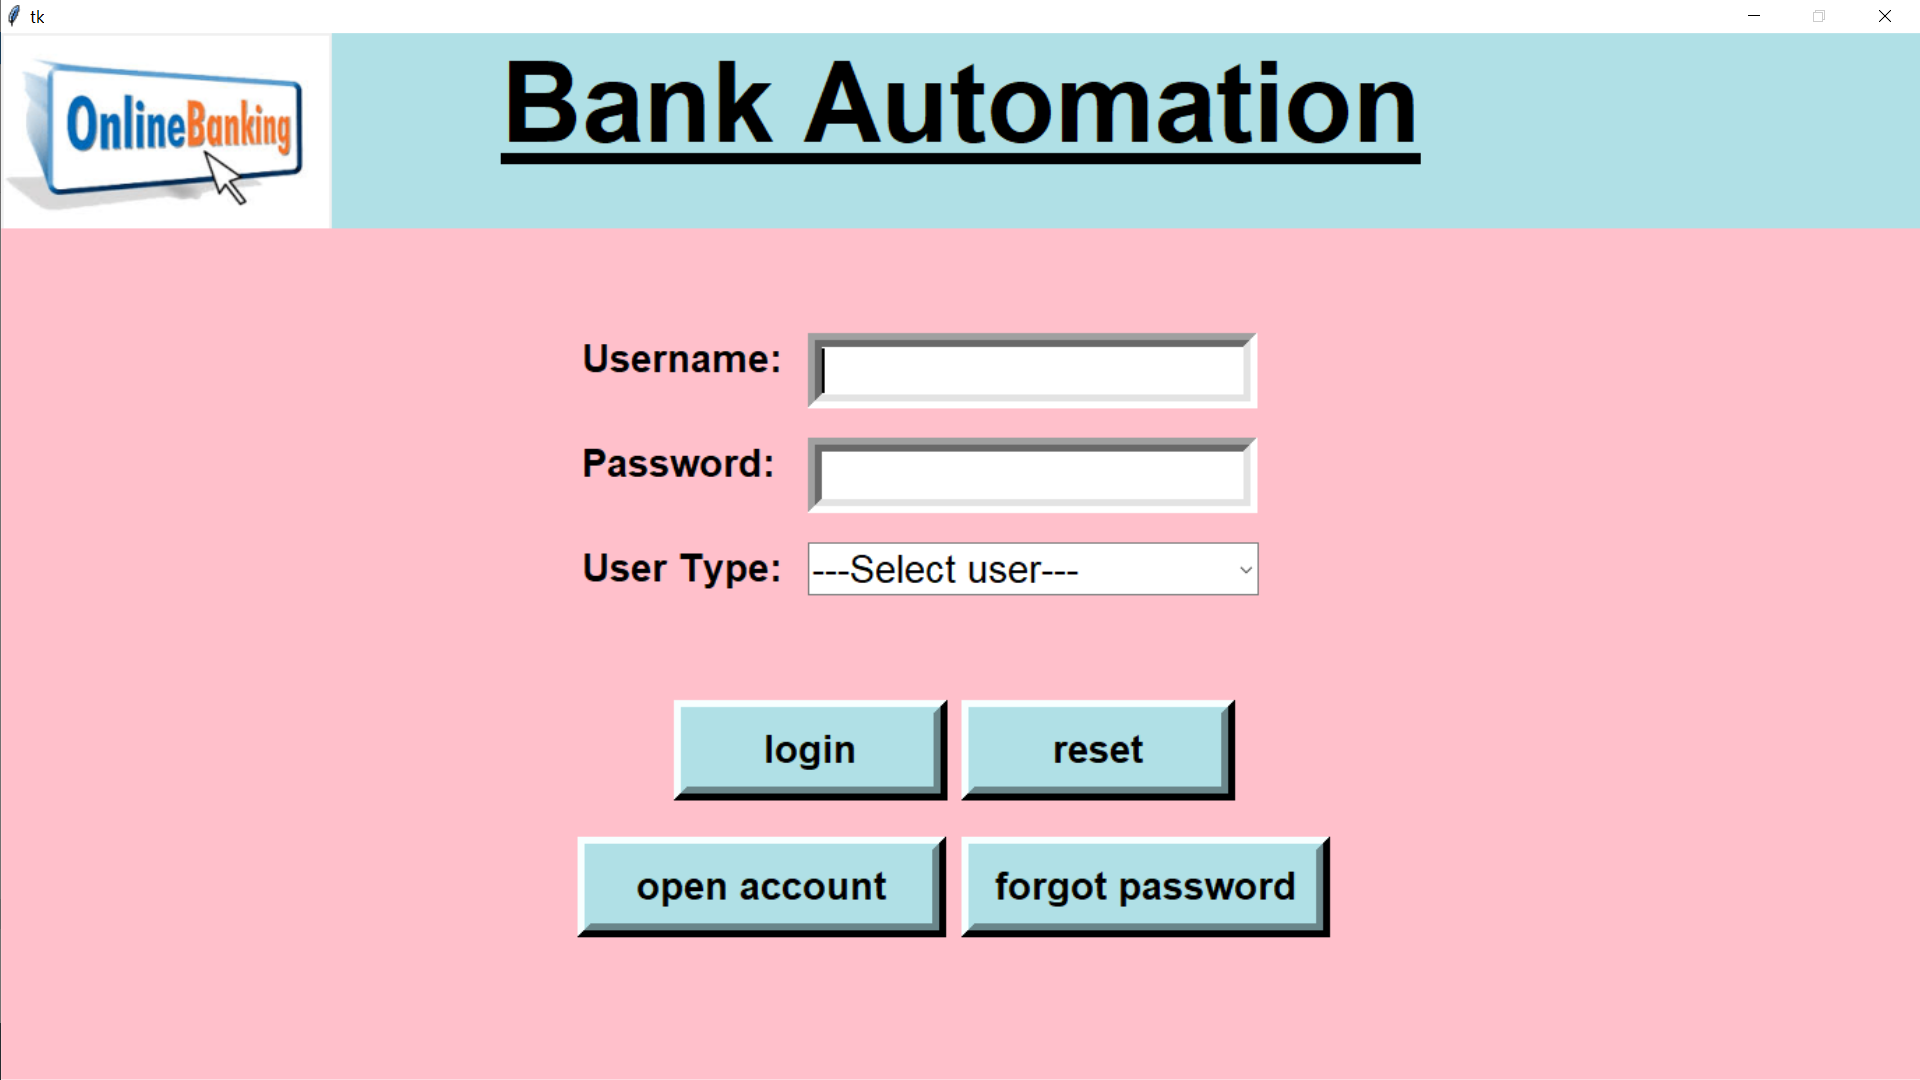 tk
OnlineBanking
Bank Automation
Username:
Password:
User Type: ---Select user---
login reset
open account forgot password